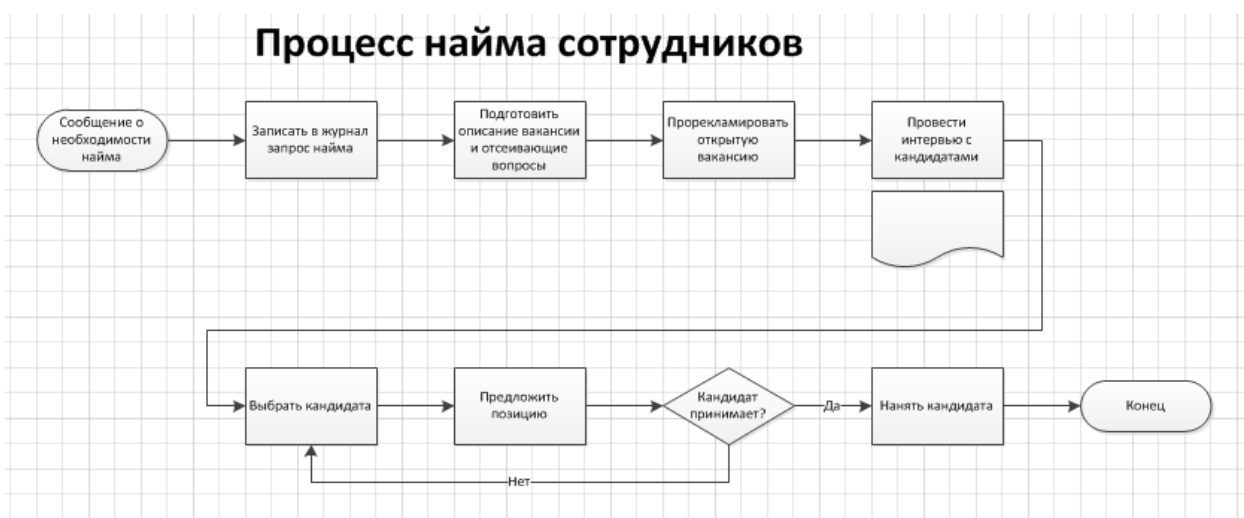 Процесс найма сотрудников
Сообщение о
необходимости
найма
Записать в журнал
запрос найма
Подготовить
описание вакансии
и отсеивающие
вопросы
Прорекламировать
открытую
вакансию
Провести
интервью с
кандидатами
Выбрать кандидата
Предложить
позицию
Кандидат
принимает?
Да
Нанять кандидата
Конец
Нет